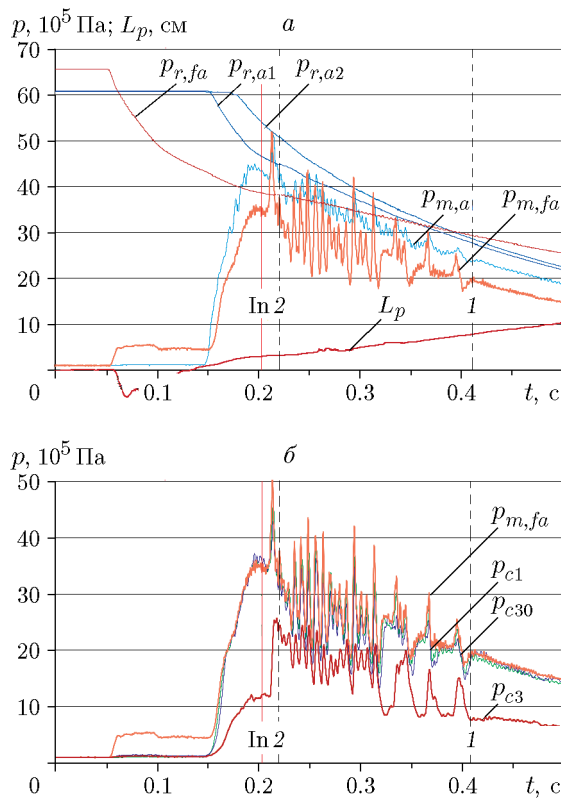 p, 10⁵ Па; Lₚ, см а
70
p_{r,fa} p_{r,a1} p_{r,a2}
60
50
40
p_{m,a} p_{m,fa}
30
20
In 2 L_p 1
10
0 0.1 0.2 0.3 0.4 t, с
p, 10⁵ Па б
50
p_{m,fa}
40
p_{c1}
30
p_{c30}
20
p_{c3}
10
In 2 1
0 0.1 0.2 0.3 0.4 t, с